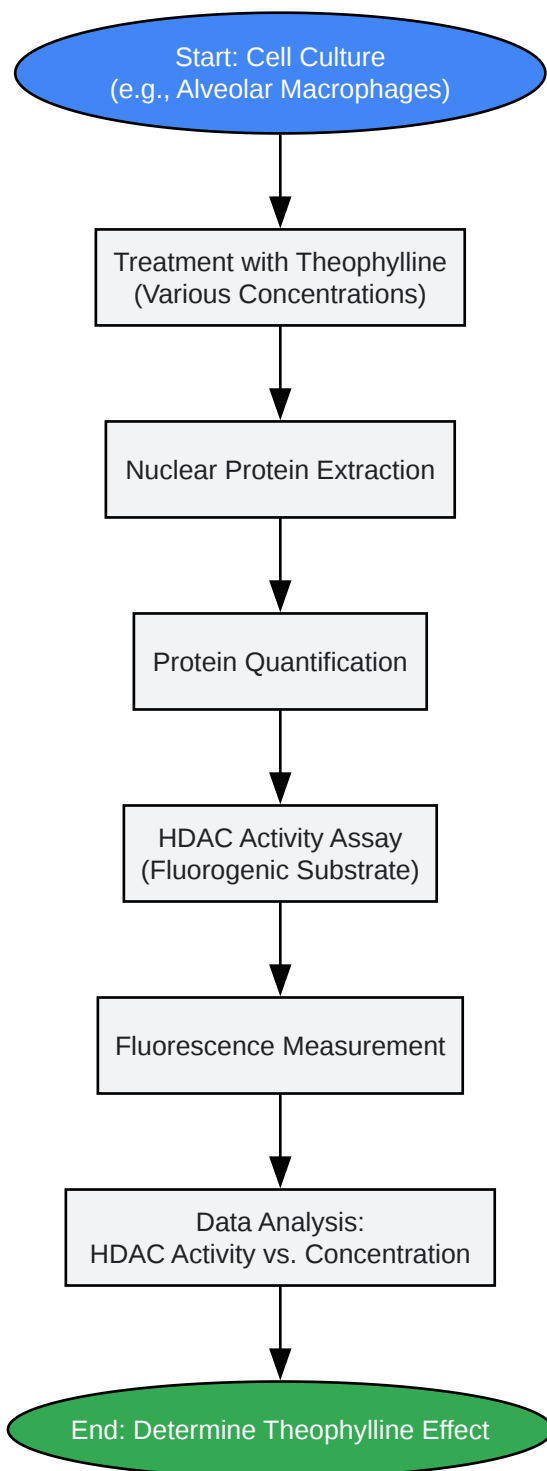 Start: Cell Culture
(e.g., Alveolar Macrophages)
Treatment with Theophylline
(Various Concentrations)
Nuclear Protein Extraction
Protein Quantification
HDAC Activity Assay
(Fluorogenic Substrate)
Fluorescence Measurement
Data Analysis:
HDAC Activity vs. Concentration
End: Determine Theophylline Effect